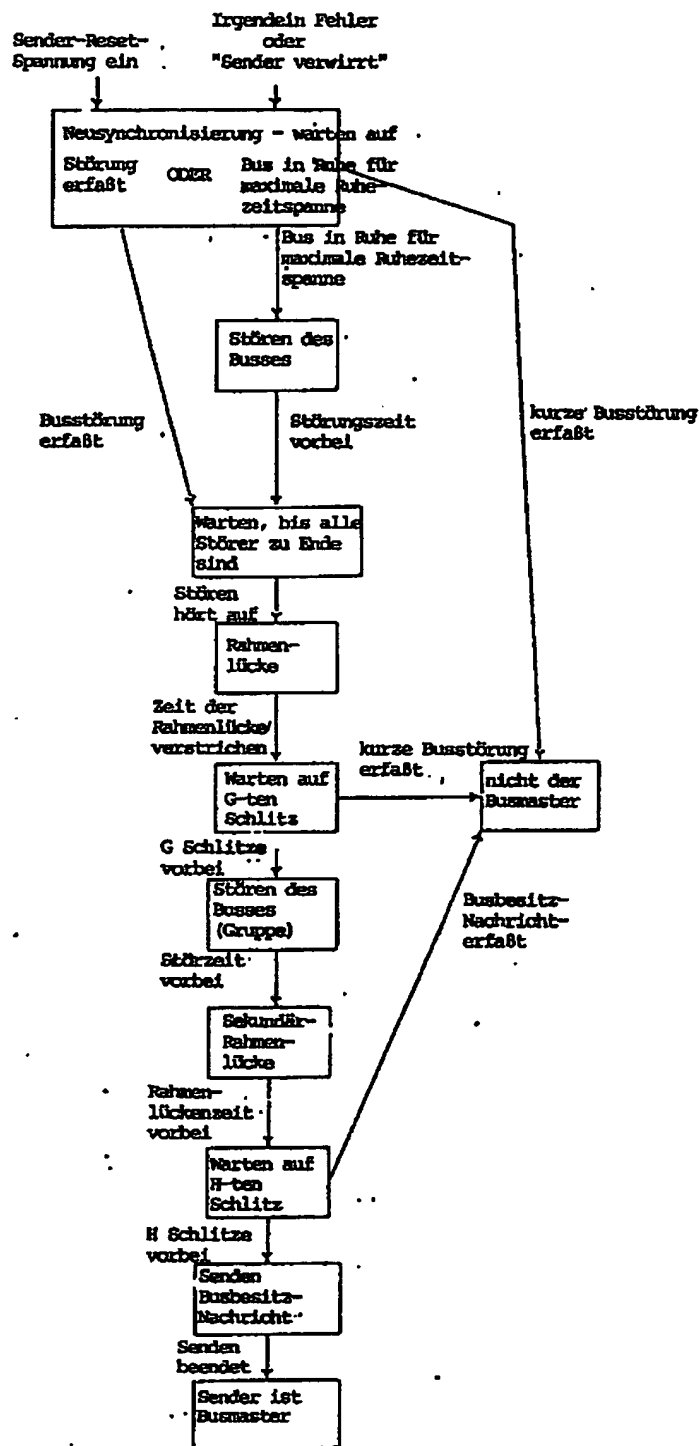 Sender-Reset-
Spannung ein
Irgendein Fehler
oder
"Sender verwirrt"
Neusynchronisierung - warten auf
Störung
erfaßt
ODER
Bus in Ruhe für
maximale Ruhe-
zeitspanne
Bus in Ruhe für
maximale Ruhezeit-
spanne
Stören des
Busses
Busstörung
erfaßt
Störungszeit
vorbei
kurze Busstörung
erfaßt
Warten, bis alle
Störer zu Ende
sind
Stören
hört auf
Rahmen-
lücke
Zeit der
Rahmenlücke
verstrichen
kurze Busstörung
erfaßt
Warten auf
G-ten
Schlitz
nicht der
Busmaster
G Schlitze
vorbei
Stören des
Busses
(Gruppe)
Busbesitz-
Nachricht-
erfaßt
Störzeit
vorbei
Sekundär-
Rahmen-
lücke
Rahmen-
lückenzeit
vorbei
Warten auf
H-ten
Schlitz
H Schlitze
vorbei
Senden
Busbesitz-
Nachricht
Senden
beendet
Sender ist
Busmaster